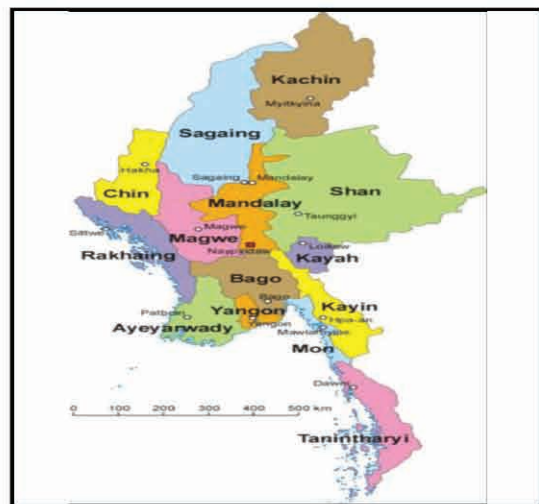 Kachin
Myitkyina
Sagaing
Hakha
Sagaing Mandalay
Chin
Shan
Mandalay
Taunggyi
Magwe
Sittwe
Magwe
Loikaw
Rakhaing
Naypyidaw
Kayah
Bago
Bago
Kayin
Pathein
Yangon
Hpa-an
Yangon
Ayeyarwady
Mawlamyine
Mon
Dawei
0 100 200 300 400 500 km
Tanintharyi